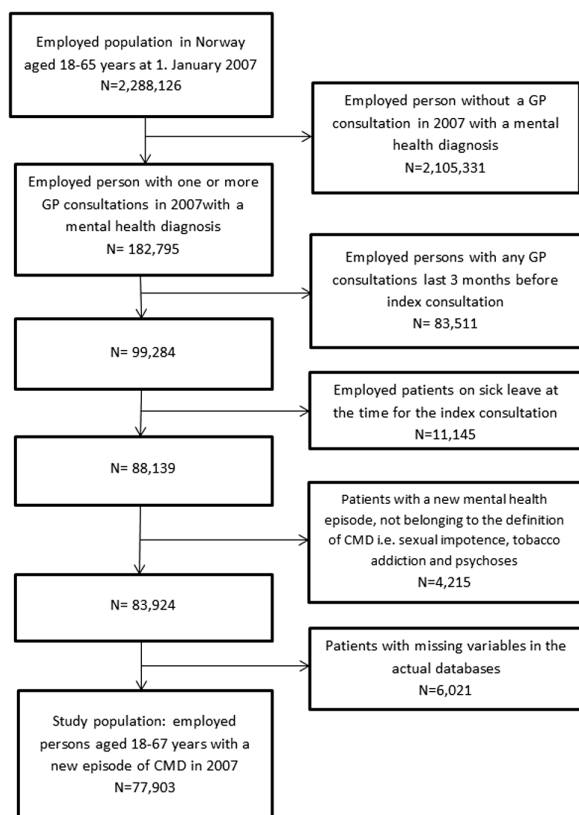 Employed population in Norway
aged 18-65 years at 1. January 2007
N=2,288,126
Employed person without a GP
consultation in 2007 with a mental
health diagnosis
N=2,105,331
Employed person with one or more
GP consultations in 2007with a
mental health diagnosis
N= 182,795
Employed persons with any GP
consultations last 3 months before
index consultation
N= 83,511
N= 99,284
Employed patients on sick leave at
the time for the index consultation
N=11,145
N= 88,139
Patients with a new mental health
episode, not belonging to the definition
of CMD i.e. sexual impotence, tobacco
addiction and psychoses
N=4,215
N= 83,924
Patients with missing variables in the
actual databases
N=6,021
Study population: employed
persons aged 18-67 years with a
new episode of CMD in 2007
N=77,903